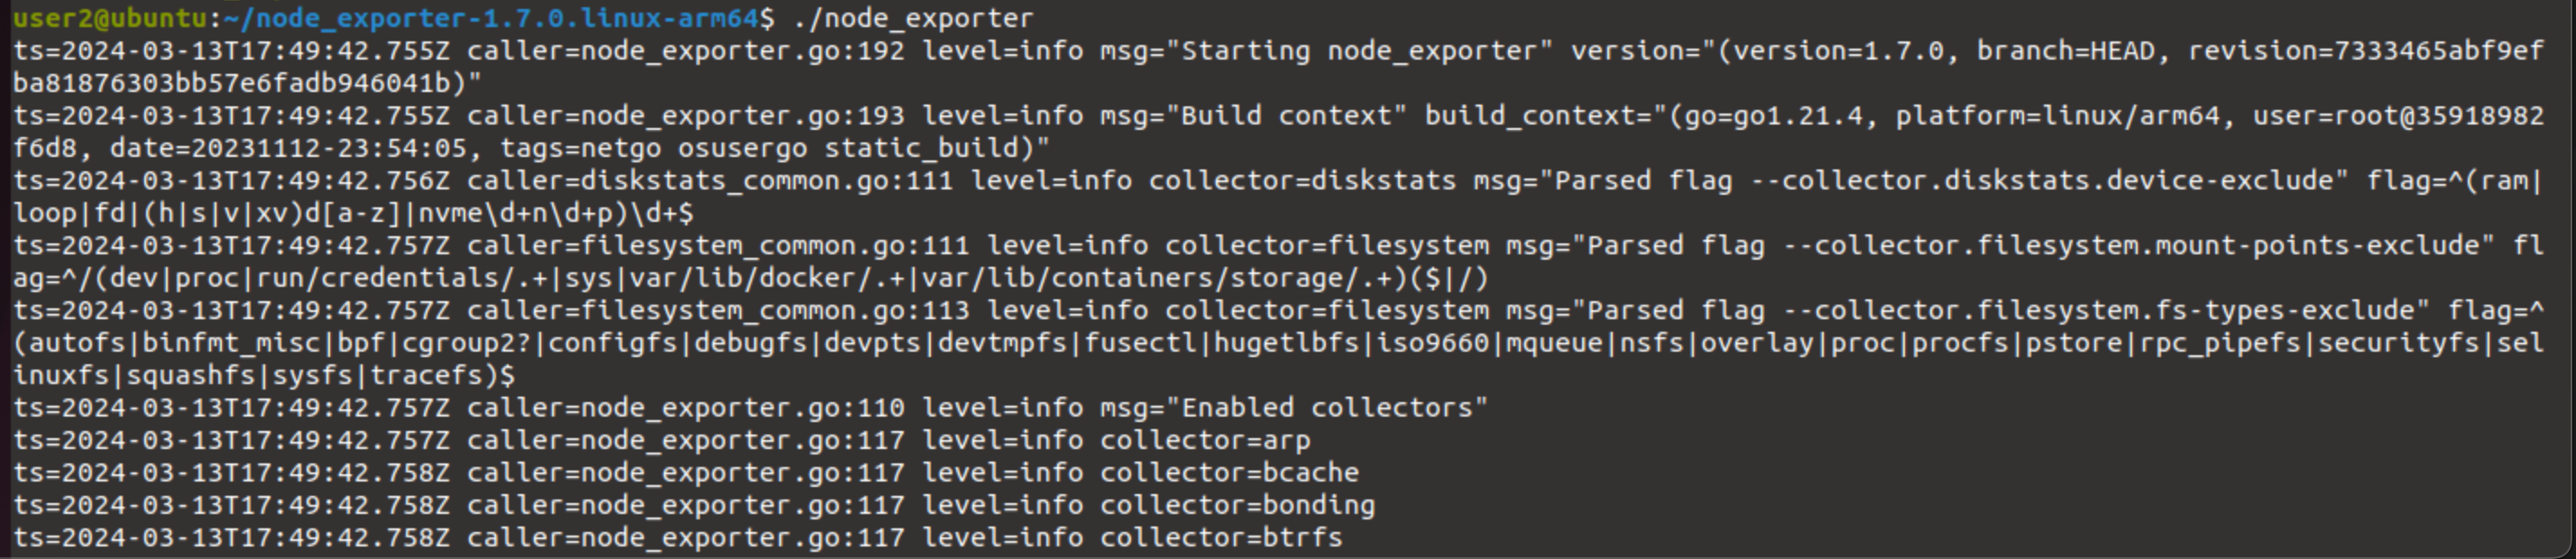 user2@ubuntu:~/node_exporter-1.7.0.linux-arm64$ ./node_exporter
ts=2024-03-13T17:49:42.755Z caller=node_exporter.go:192 level=info msg="Starting node_exporter" version="(version=1.7.0, branch=HEAD, revision=7333465abf9ef
ba81876303bb57e6fadb946041b)"
ts=2024-03-13T17:49:42.755Z caller=node_exporter.go:193 level=info msg="Build context" build_context="(go=go1.21.4, platform=linux/arm64, user=root@35918982
f6d8, date=20231112-23:54:05, tags=netgo osusergo static_build)"
ts=2024-03-13T17:49:42.756Z caller=diskstats_common.go:111 level=info collector=diskstats msg="Parsed flag --collector.diskstats.device-exclude" flag=^(ram|
loop|fd|(h|s|v|xv)d[a-z]|nvme\d+n\d+p)\d+$
ts=2024-03-13T17:49:42.757Z caller=filesystem_common.go:111 level=info collector=filesystem msg="Parsed flag --collector.filesystem.mount-points-exclude" fl
ag=^/(dev|proc|run/credentials/.+|sys|var/lib/docker/.+|var/lib/containers/storage/.+)($|/)
ts=2024-03-13T17:49:42.757Z caller=filesystem_common.go:113 level=info collector=filesystem msg="Parsed flag --collector.filesystem.fs-types-exclude" flag=^
(autofs|binfmt_misc|bpf|cgroup2?|configfs|debugfs|devpts|devtmpfs|fusectl|hugetlbfs|iso9660|mqueue|nsfs|overlay|proc|procfs|pstore|rpc_pipefs|securityfs|sel
inuxfs|squashfs|sysfs|tracefs)$
ts=2024-03-13T17:49:42.757Z caller=node_exporter.go:110 level=info msg="Enabled collectors"
ts=2024-03-13T17:49:42.757Z caller=node_exporter.go:117 level=info collector=arp
ts=2024-03-13T17:49:42.758Z caller=node_exporter.go:117 level=info collector=bcache
ts=2024-03-13T17:49:42.758Z caller=node_exporter.go:117 level=info collector=bonding
ts=2024-03-13T17:49:42.758Z caller=node_exporter.go:117 level=info collector=btrfs